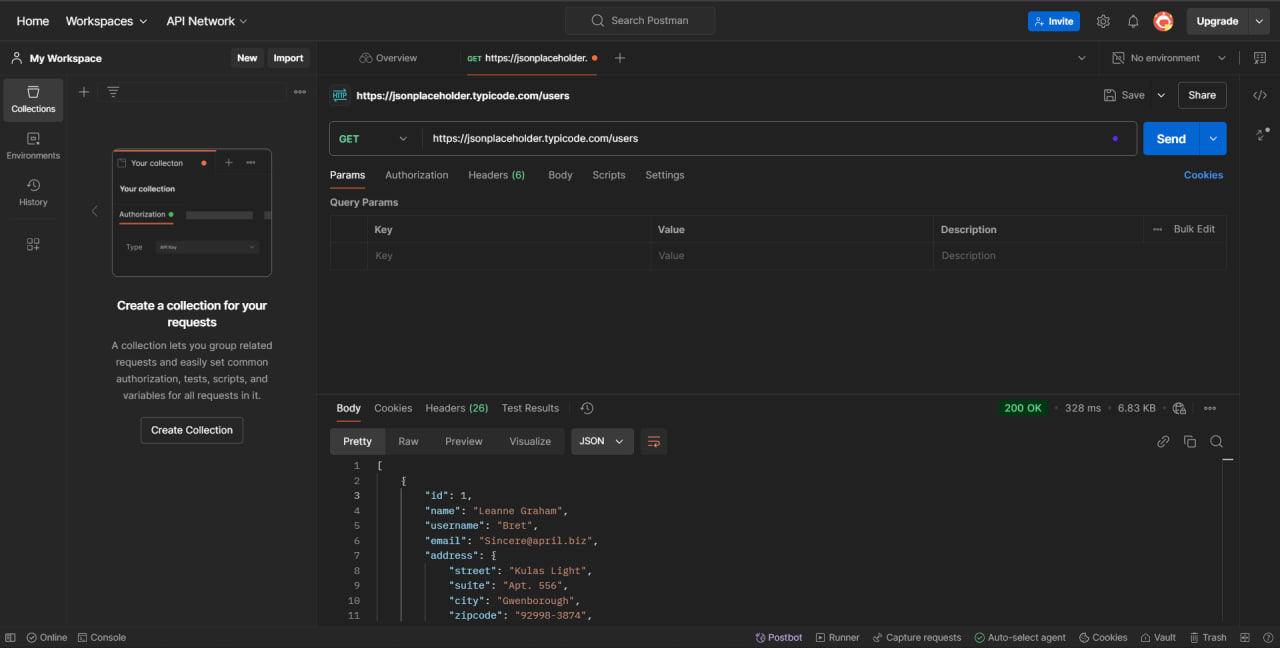 Home Workspaces API Network Search Postman Invite Upgrade
My Workspace New Import Overview GET https://jsonplaceholder. No environment
Collections
Environments
History
Your collecton
Your collection
Authorization
Type API Key
Create a collection for your
requests
A collection lets you group related
requests and easily set common
authorization, tests, scripts, and
variables for all requests in it.
Create Collection
HTTP https://jsonplaceholder.typicode.com/users Save Share
GET https://jsonplaceholder.typicode.com/users Send
Params Authorization Headers (6) Body Scripts Settings Cookies
Query Params
Key Value Description Bulk Edit
Key Value Description
Body Cookies Headers (26) Test Results 200 OK 328 ms 6.83 KB
Pretty Raw Preview Visualize JSON
1 [
2 {
3 "id": 1,
4 "name": "Leanne Graham",
5 "username": "Bret",
6 "email": "Sincere@april.biz",
7 "address": {
8 "street": "Kulas Light",
9 "suite": "Apt. 556",
10 "city": "Gwenborough",
11 "zipcode": "92998-3874",
Online Console Postbot Runner Capture requests Auto-select agent Cookies Vault Trash